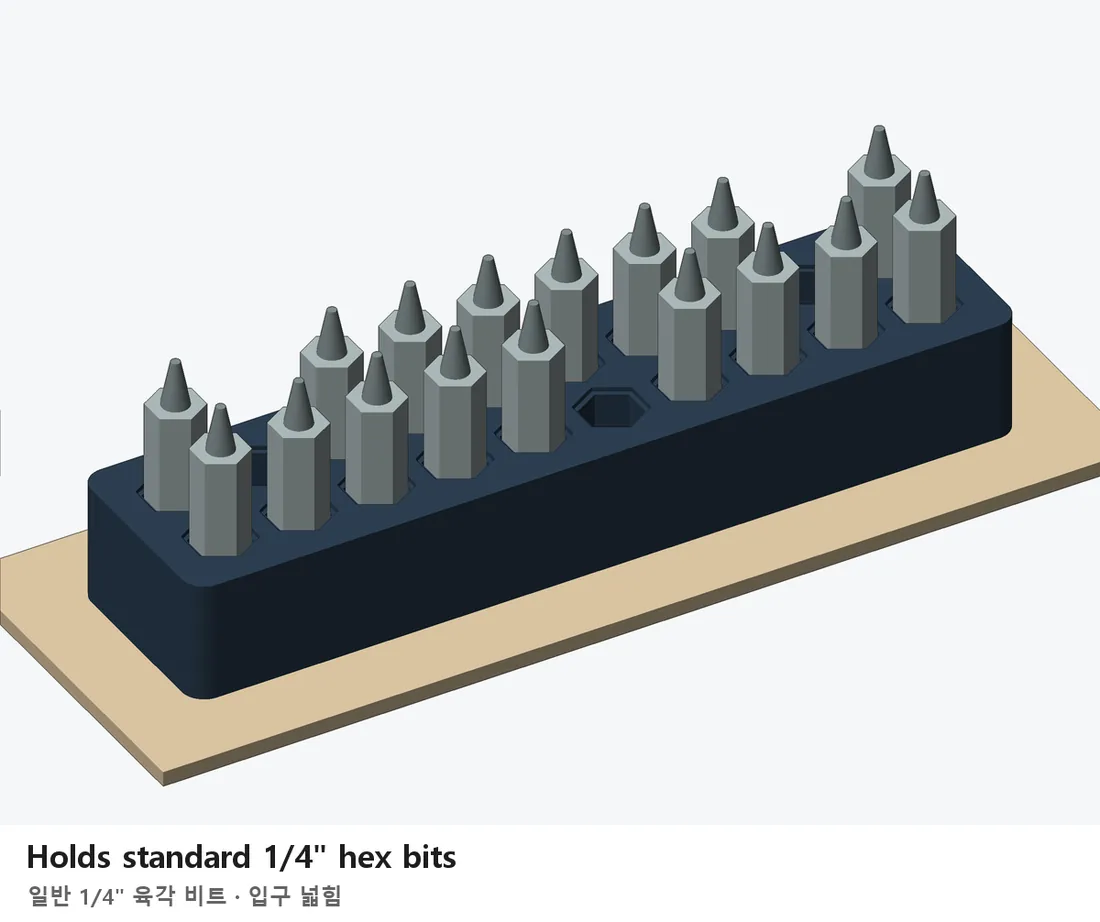 Holds standard 1/4" hex bits
일반 1/4" 육각 비트 · 입구 넓힘